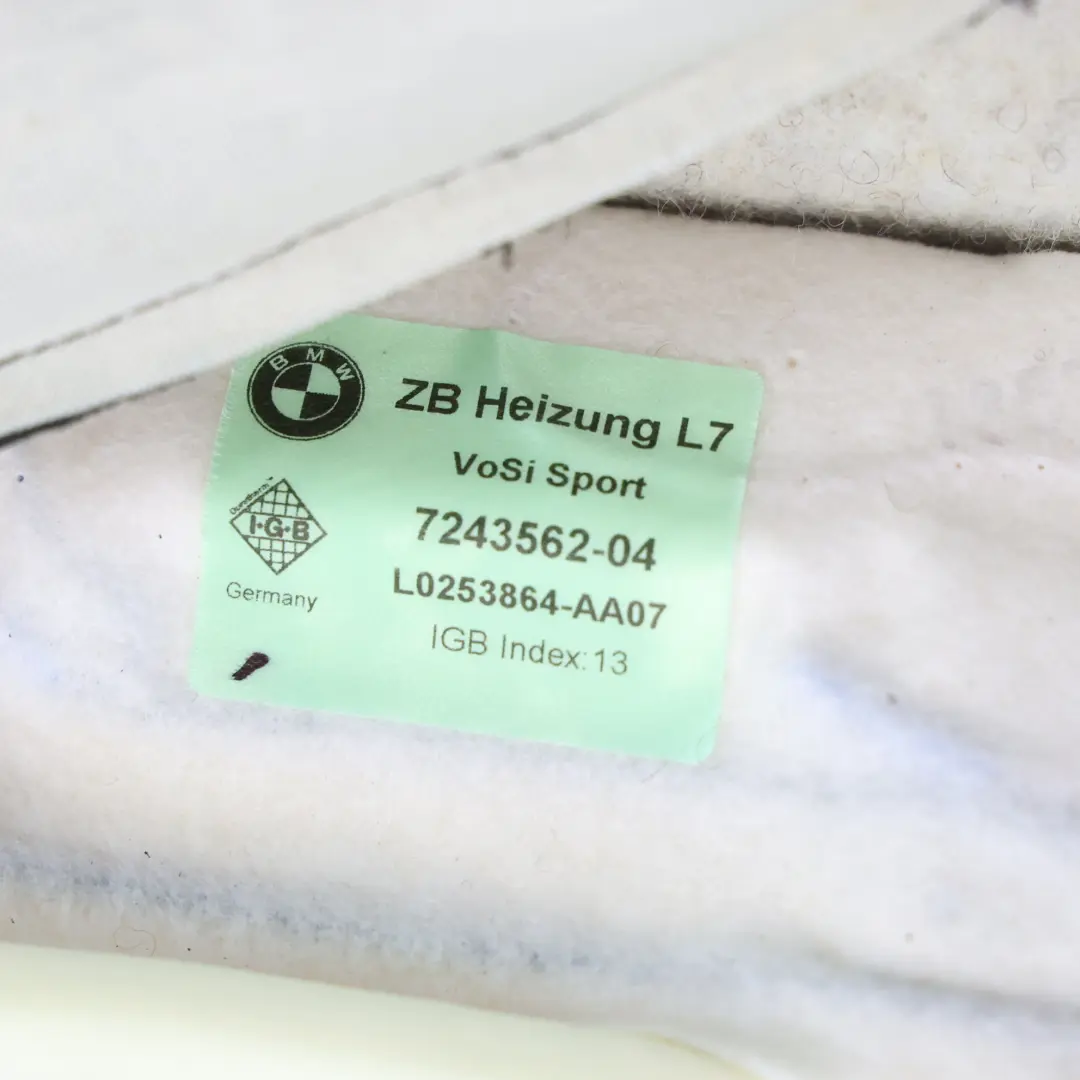 BMW
ZB Heizung L7
VoSi Sport
7243562-04
L0253864-AA07
IGB Index: 13
I·G·B
Germany